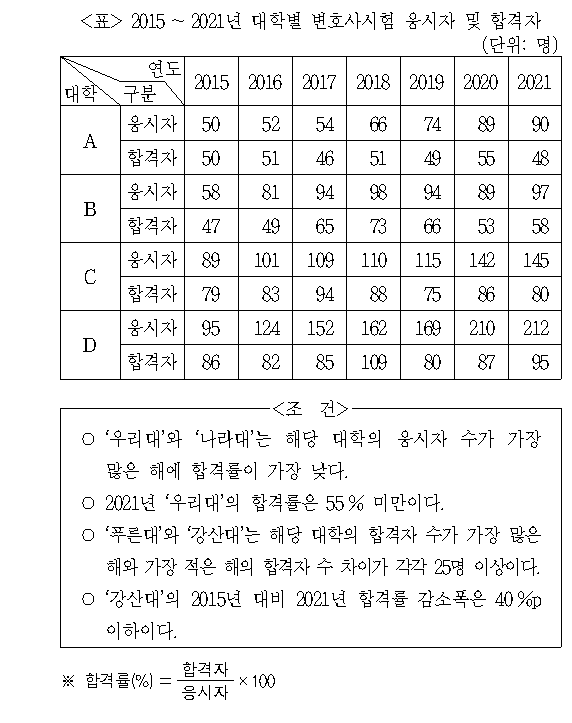 <표> 2015 ~ 2021년 대학별 변호사시험 응시자 및 합격자
(단위: 명)
대학 구분 연도 2015 2016 2017 2018 2019 2020 2021
A 응시자 50 52 54 66 74 89 90
합격자 50 51 46 51 49 55 48
B 응시자 58 81 94 98 94 89 97
합격자 47 49 65 73 66 53 58
C 응시자 89 101 109 110 115 142 145
합격자 79 83 94 88 75 86 80
D 응시자 95 124 152 162 169 210 212
합격자 86 82 85 109 80 87 95
<조 건>
○ ‘우리대’와 ‘나라대’는 해당 대학의 응시자 수가 가장
많은 해에 합격률이 가장 낮다.
○ 2021년 ‘우리대’의 합격률은 55 % 미만이다.
○ ‘푸른대’와 ‘강산대’는 해당 대학의 합격자 수가 가장 많은
해와 가장 적은 해의 합격자 수 차이가 각각 25명 이상이다.
○ ‘강산대’의 2015년 대비 2021년 합격률 감소폭은 40 %p
이하이다.
※ 합격률(%) = 합격자 / 응시자 × 100